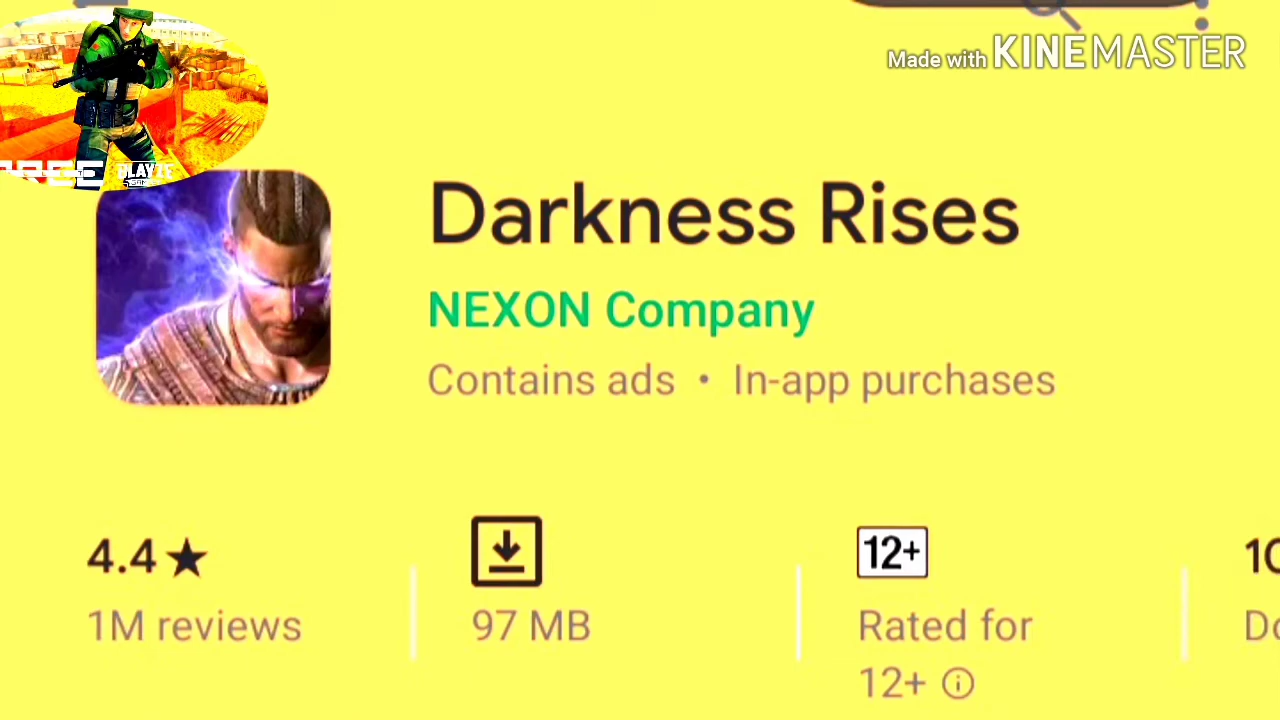 Made with KINEMASTER
Darkness Rises
NEXON Company
Contains ads • In-app purchases
4.4★
1M reviews
97 MB
12+
Rated for
12+